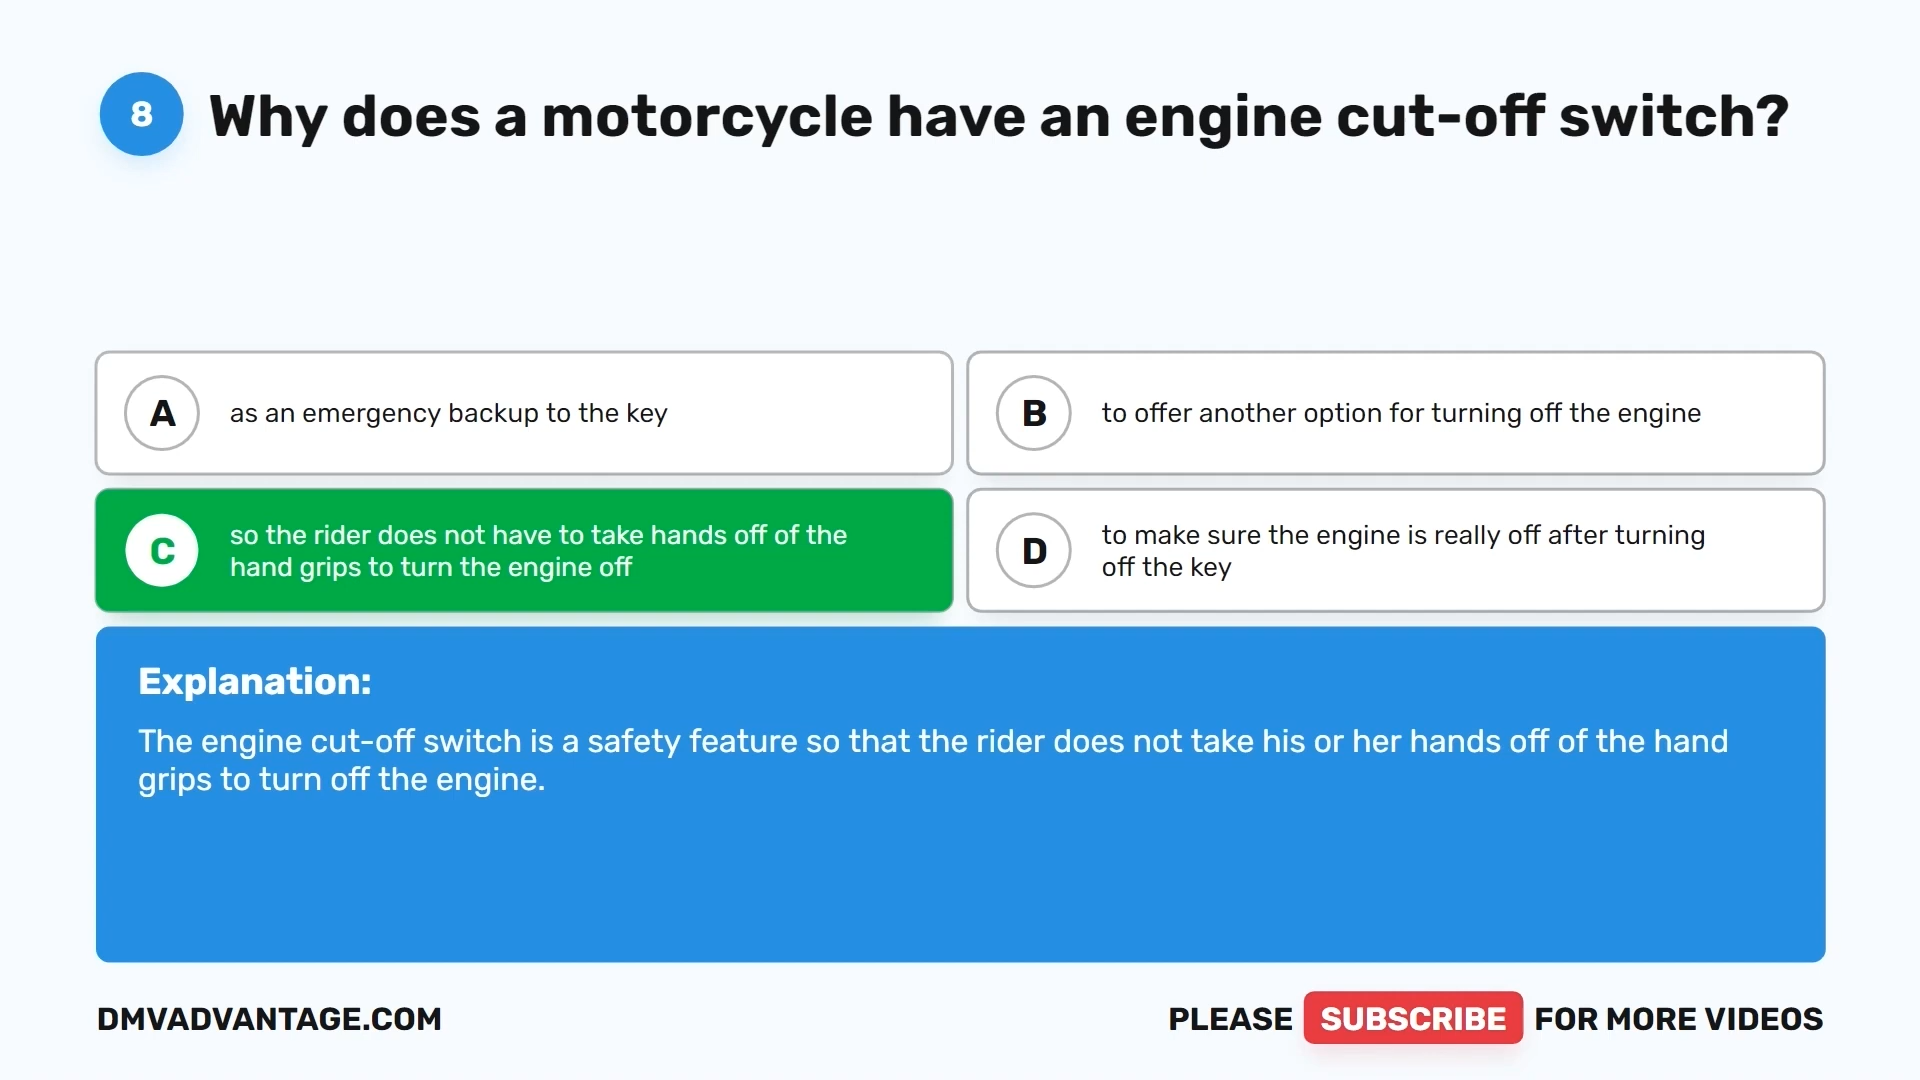 8
Why does a motorcycle have an engine cut-off switch?
A
as an emergency backup to the key
B
to offer another option for turning off the engine
C
so the rider does not have to take hands off of the
hand grips to turn the engine off
D
to make sure the engine is really off after turning
off the key
Explanation:
The engine cut-off switch is a safety feature so that the rider does not take his or her hands off of the hand
grips to turn off the engine.
DMVADVANTAGE.COM
PLEASE SUBSCRIBE FOR MORE VIDEOS